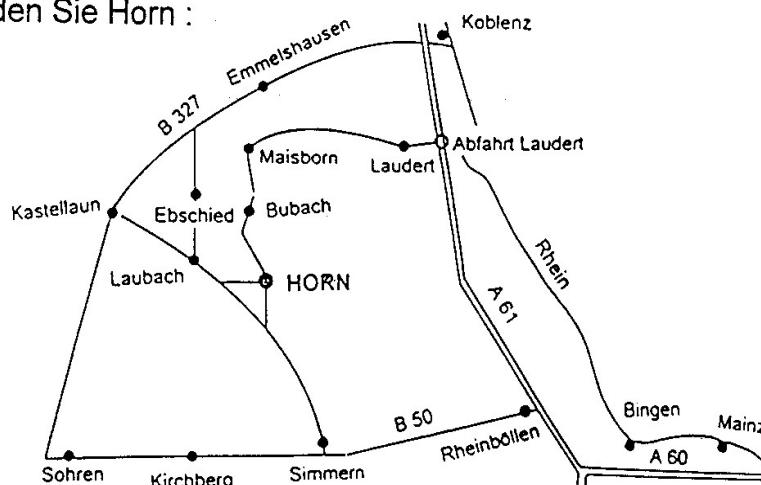 den Sie Horn :
Koblenz
Emmelshausen
B 327
Abfahrt Laudert
Maisborn
Laudert
Kastellaun
Ebschied
Bubach
Laubach
HORN
Rhein
A 61
Bingen
Mainz
B 50
Rheinböllen
A 60
Sohren
Kirchberg
Simmern